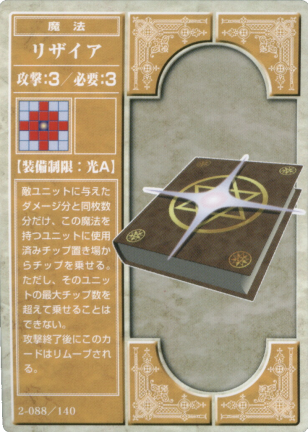 魔法
リザイア
攻撃:3/必要:3
【装備制限:光A】
敵ユニットに与えた
ダメージ分と同枚数
分だけ、この魔法を
持つユニットに使用
済みチップ置き場か
らチップを乗せる。
ただし、そのユニッ
トの最大チップ数を
超えて乗せることは
できない。
攻撃終了後にこのカ
ードはリムーブされ
る。
2-088/140